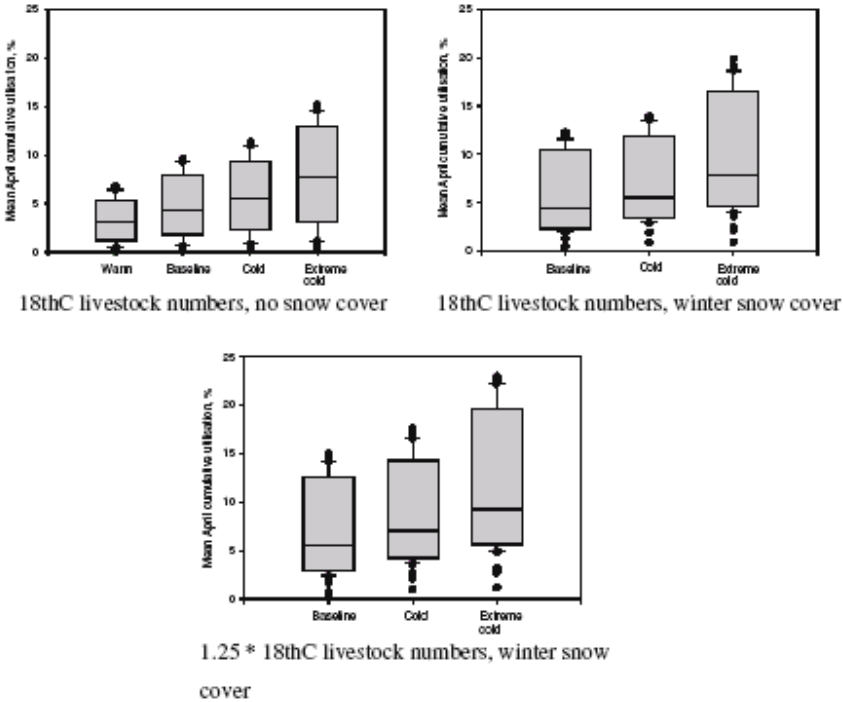 25
20
15
10
5
0
Mean April cumulative utilisation, %
Warm Baseline Cold Extreme
cold
18thC livestock numbers, no snow cover
25
20
15
10
5
0
Mean April cumulative utilisation, %
Baseline Cold Extreme
cold
18thC livestock numbers, winter snow cover
25
20
15
10
5
0
Mean April cumulative utilisation, %
Baseline Cold Extreme
cold
1.25 * 18thC livestock numbers, winter snow
cover